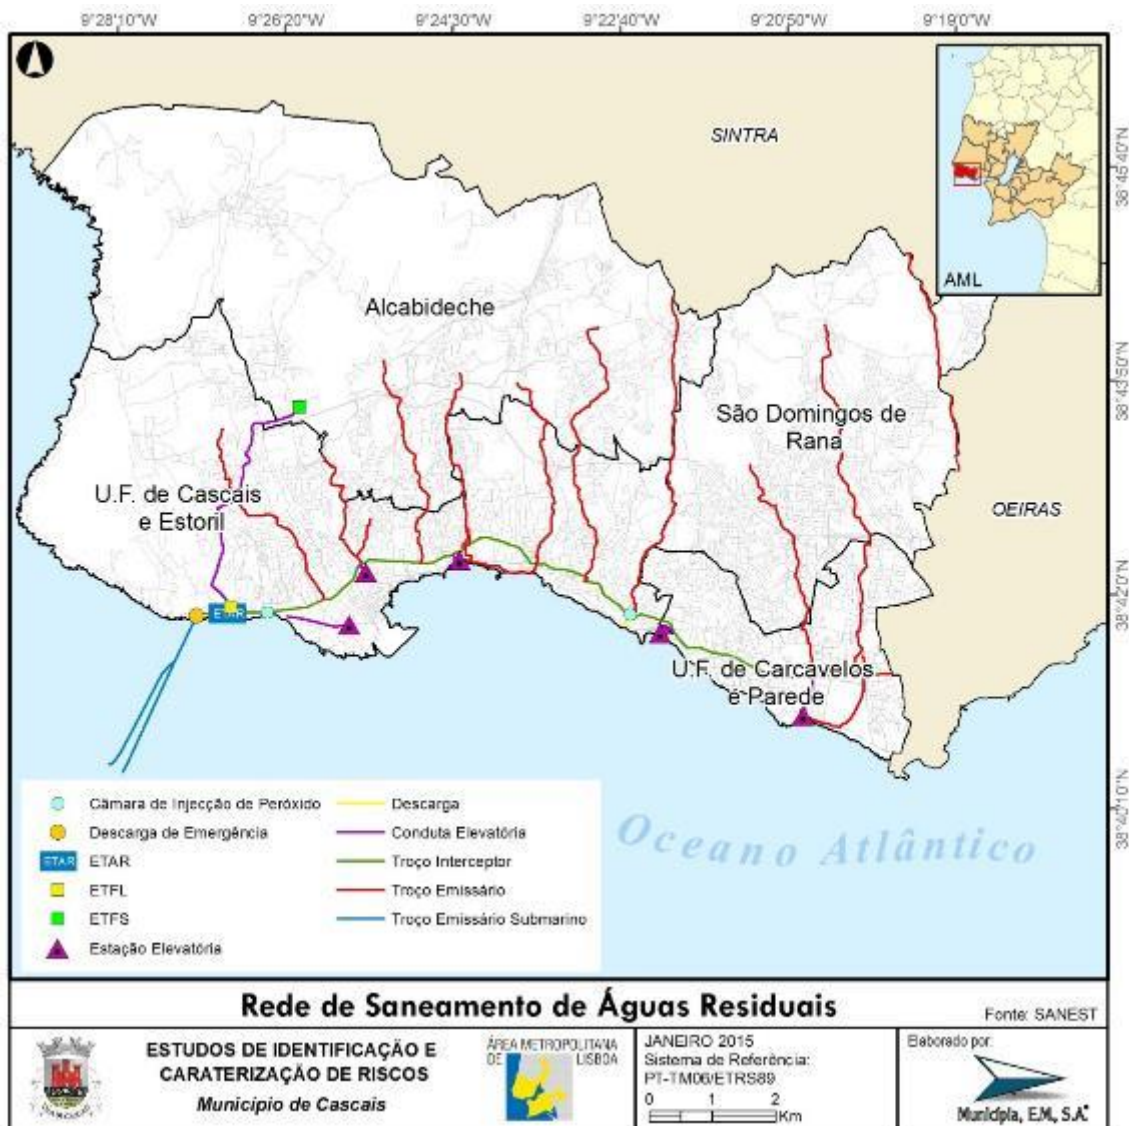 9°28'10"W 9°26'20"W 9°24'30"W 9°22'40"W 9°20'50"W 9°19'0"W
SINTRA
AML
38°45'40"N
38°43'50"N
38°42'0"N
38°40'10"N
Alcabideche
São Domingos de
Rana
U.F. de Cascais
e Estoril
OEIRAS
ETAR
U.F. de Carcavelos
e Parede
Oceano Atlântico
Câmara de Injecção de Peróxido
Descarga de Emergência
ETAR ETAR
ETFL
ETFS
Estação Elevatória
Descarga
Conduta Elevatória
Troço Interceptor
Troço Emissário
Troço Emissário Submarino
Rede de Saneamento de Águas Residuais
Fonte: SANEST
ESTUDOS DE IDENTIFICAÇÃO E
CARATERIZAÇÃO DE RISCOS
Município de Cascais
ÁREA METROPOLITANA
DE LISBOA
JANEIRO 2015
Sistema de Referência:
PT-TM06/ETRS89
0 1 2
Km
Elaborado por:
Municípia, E.M., S.A.